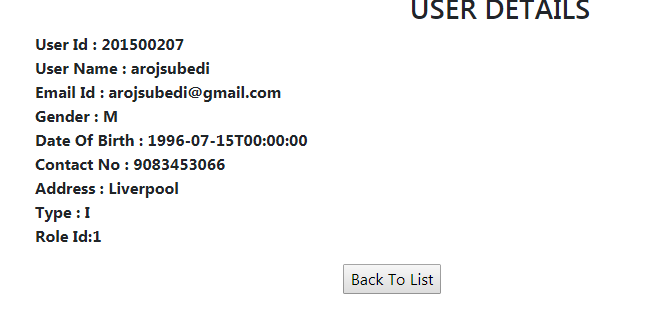 USER DETAILS
User Id : 201500207
User Name : arojsubedi
Email Id : arojsubedi@gmail.com
Gender : M
Date Of Birth : 1996-07-15T00:00:00
Contact No : 9083453066
Address : Liverpool
Type : I
Role Id:1
Back To List